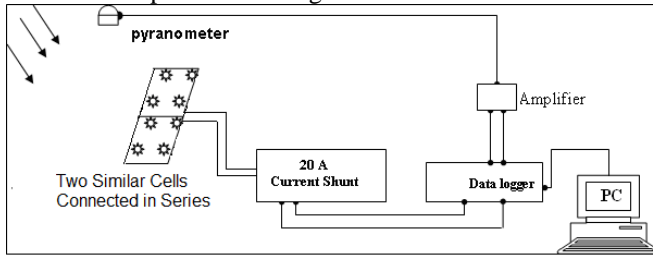 pyranometer
Amplifier
20 A
Current Shunt
Data logger
PC
Two Similar Cells
Connected in Series